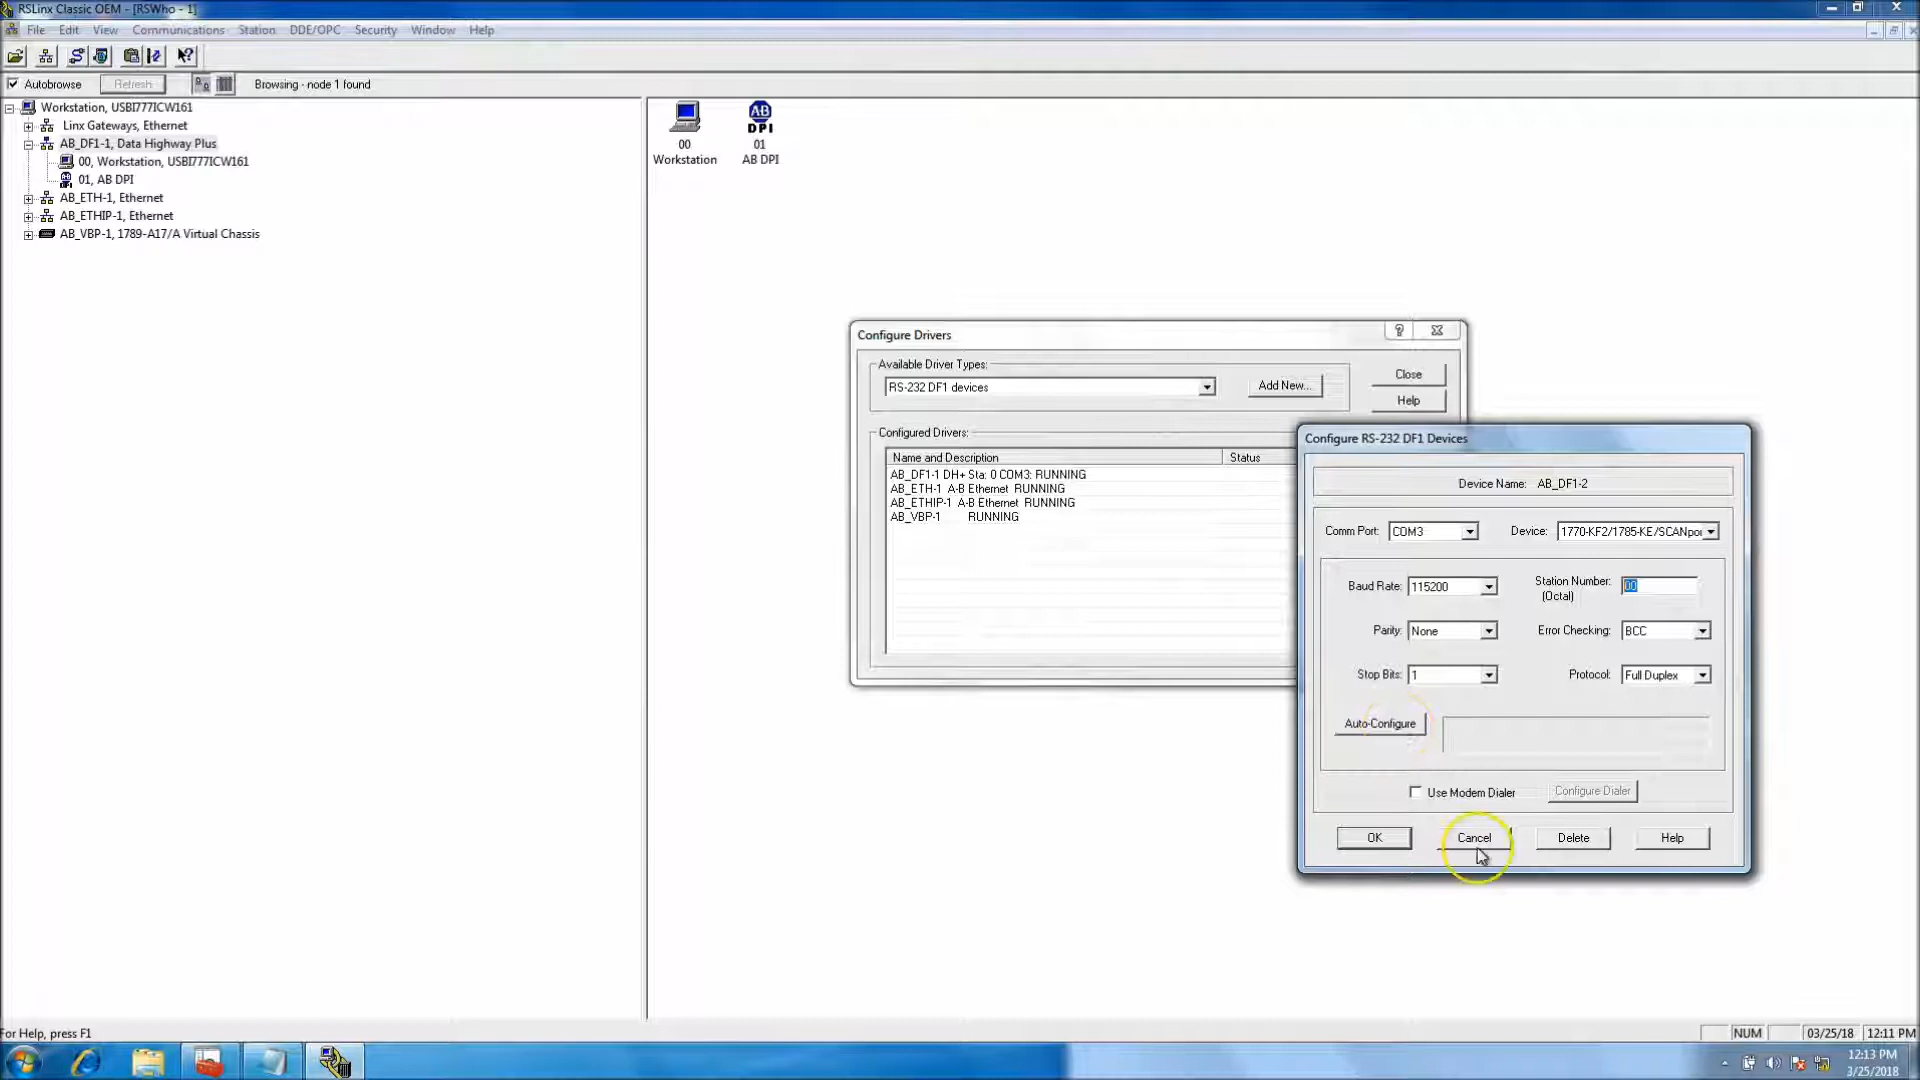 RSLinx Classic OEM - [RSWho - 1]
File Edit View Communications Station DDE/OPC Security Window Help
Autobrowse Refresh Browsing - node 1 found
Workstation, USBI777ICW161
Linx Gateways, Ethernet
AB_DF1-1, Data Highway Plus
00, Workstation, USBI777ICW161
01, AB DPI
AB_ETH-1, Ethernet
AB_ETHIP-1, Ethernet
AB_VBP-1, 1789-A17/A Virtual Chassis
00
Workstation
AB
DPI
01
AB DPI
Configure Drivers
Available Driver Types:
RS-232 DF1 devices
Add New...
Close
Help
Configured Drivers:
Name and Description Status
AB_DF1-1 DH+ Sta: 0 COM3: RUNNING
AB_ETH-1 A-B Ethernet RUNNING
AB_ETHIP-1 A-B Ethernet RUNNING
AB_VBP-1 RUNNING
Configure RS-232 DF1 Devices
Device Name: AB_DF1-2
Comm Port: COM3 Device: 1770-KF2/1785-KE/SCANpor
Baud Rate: 115200 Station Number: 00
(Octal)
Parity: None Error Checking: BCC
Stop Bits: 1 Protocol: Full Duplex
Auto-Configure
Use Modem Dialer Configure Dialer
OK Cancel Delete Help
For Help, press F1
NUM 03/25/18 12:11 PM
12:13 PM
3/25/2018